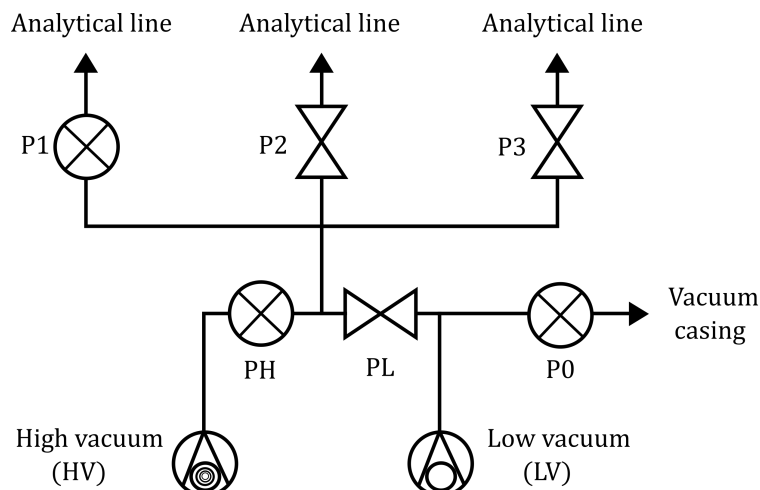 Analytical line
Analytical line
Analytical line
P1
P2
P3
Vacuum
casing
PH
PL
P0
High vacuum
(HV)
Low vacuum
(LV)